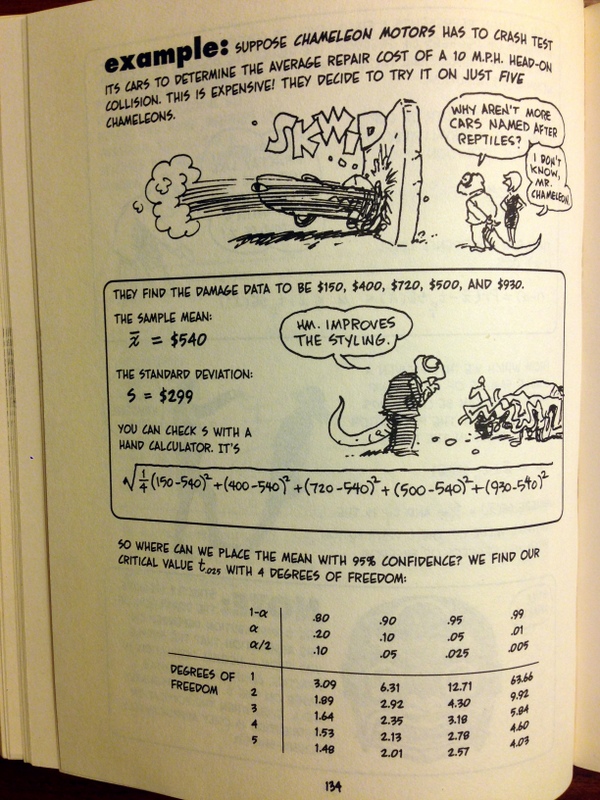 example: SUPPOSE CHAMELEON MOTORS HAS TO CRASH TEST
ITS CARS TO DETERMINE THE AVERAGE REPAIR COST OF A 10 M.P.H. HEAD-ON
COLLISION. THIS IS EXPENSIVE! THEY DECIDE TO TRY IT ON JUST FIVE
CHAMELEONS.
SKWID
WHY AREN'T MORE
CARS NAMED AFTER
REPTILES?
I DON'T
KNOW,
MR.
CHAMELEON
THEY FIND THE DAMAGE DATA TO BE $150, $400, $720, $500, AND $930.
THE SAMPLE MEAN:
x̄ = $540
HM. IMPROVES
THE STYLING.
THE STANDARD DEVIATION:
S = $299
YOU CAN CHECK S WITH A
HAND CALCULATOR. IT'S
√ 1/4 (150-540)² + (400-540)² + (720-540)² + (500-540)² + (930-540)²
SO WHERE CAN WE PLACE THE MEAN WITH 95% CONFIDENCE? WE FIND OUR
CRITICAL VALUE t.025 WITH 4 DEGREES OF FREEDOM:
1-α .80 .90 .95 .99
α .20 .10 .05 .01
α/2 .10 .05 .025 .005
DEGREES OF 1 3.09 6.31 12.71 63.66
FREEDOM 2 1.89 2.92 4.30 9.92
3 1.64 2.35 3.18 5.84
4 1.53 2.13 2.78 4.60
5 1.48 2.01 2.57 4.03
134